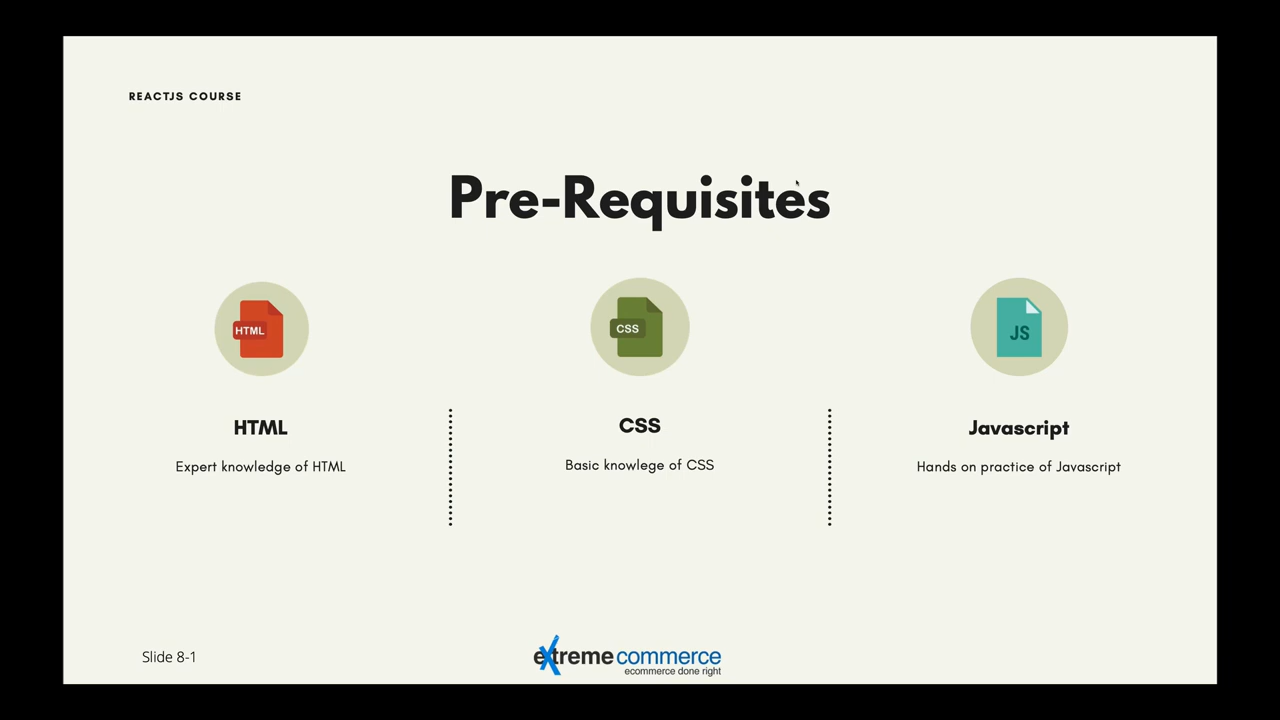 REACTJS COURSE
Pre-Requisites
HTML
CSS
JS
HTML
CSS
Javascript
Expert knowledge of HTML
Basic knowlege of CSS
Hands on practice of Javascript
Slide 8-1
extreme commerce
ecommerce done right